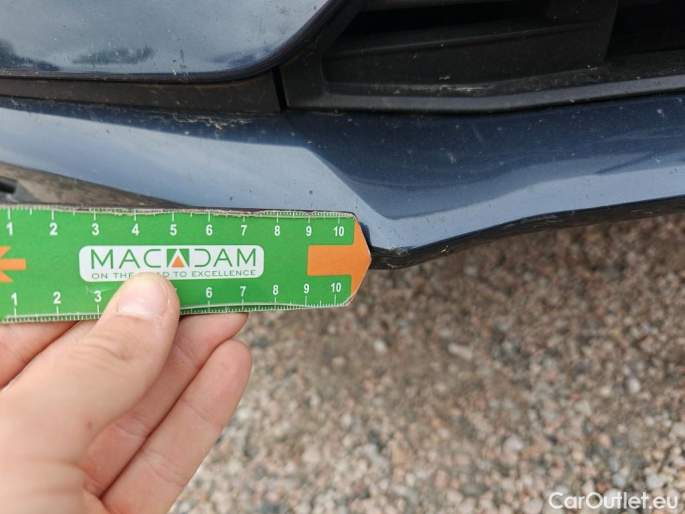 1 2 3 4 5 6 7 8 9 10
MACADAM
ON THE ROAD TO EXCELLENCE
1 2 3 6 7 8 9 10
CarOutlet.eu